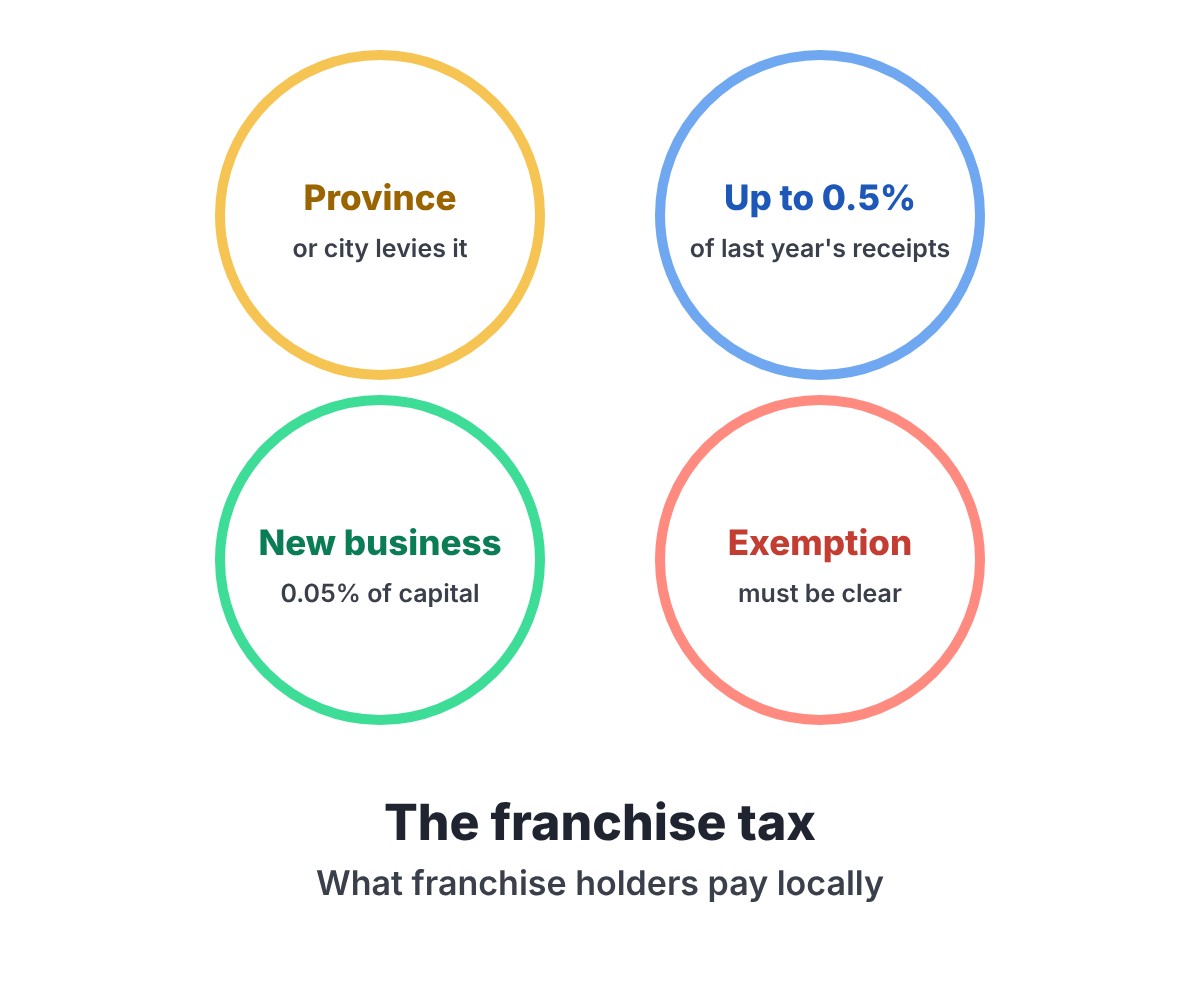 Province
or city levies it
Up to 0.5%
of last year's receipts
New business
0.05% of capital
Exemption
must be clear
The franchise tax
What franchise holders pay locally